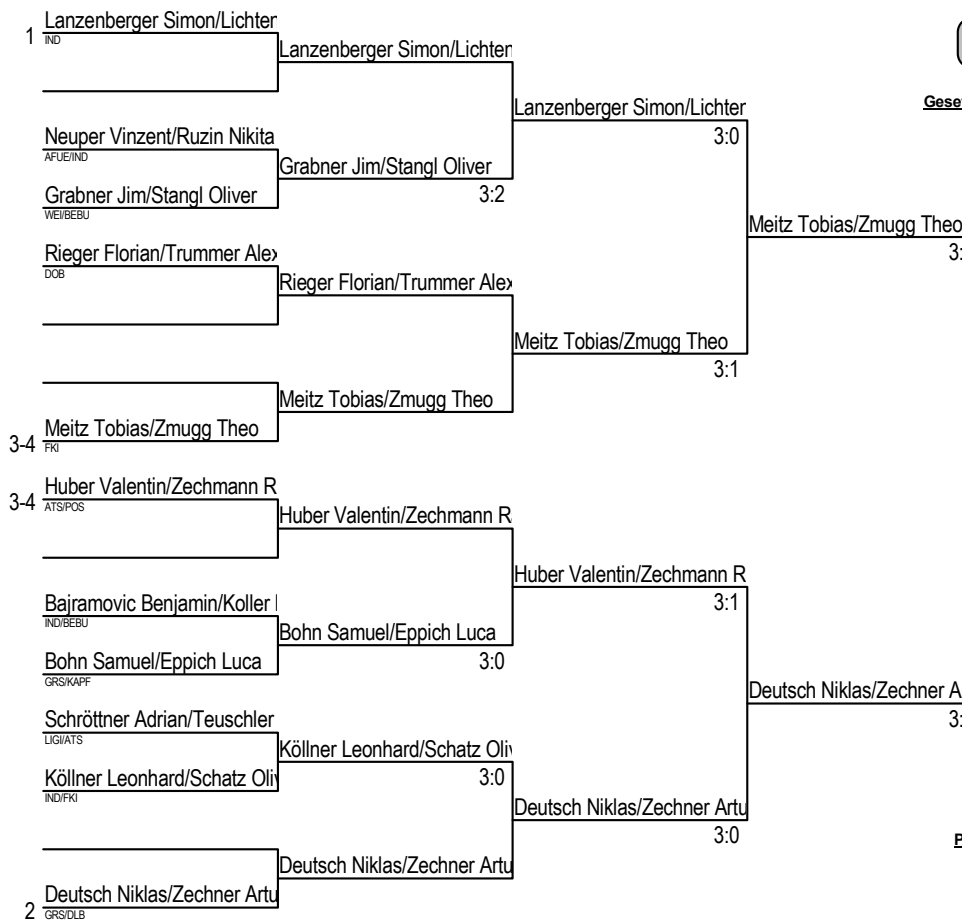 Lanzenberger Simon/Lichter
1
IND
Lanzenberger Simon/Lichten
Lanzenberger Simon/Lichter
3:0
Neuper Vinzent/Ruzin Nikita
AFUE/IND
Grabner Jim/Stangl Oliver
3:2
Grabner Jim/Stangl Oliver
WEI/BEBU
Meitz Tobias/Zmugg Theo
3:
Rieger Florian/Trummer Alex
DOB
Rieger Florian/Trummer Alex
Meitz Tobias/Zmugg Theo
3:1
Meitz Tobias/Zmugg Theo
Meitz Tobias/Zmugg Theo
3-4
FKI
Huber Valentin/Zechmann R
3-4
ATS/POS
Huber Valentin/Zechmann R
Huber Valentin/Zechmann R
3:1
Bajramovic Benjamin/Koller
IND/BEBU
Bohn Samuel/Eppich Luca
3:0
Bohn Samuel/Eppich Luca
GRS/KAPF
Deutsch Niklas/Zechner A
3:
Schröttner Adrian/Teuschler
LIGI/ATS
Köllner Leonhard/Schatz Oliv
3:0
Köllner Leonhard/Schatz Oliv
IND/FKI
Deutsch Niklas/Zechner Artu
3:0
Deutsch Niklas/Zechner Artu
Deutsch Niklas/Zechner Artu
2
GRS/DLB
Geset
P